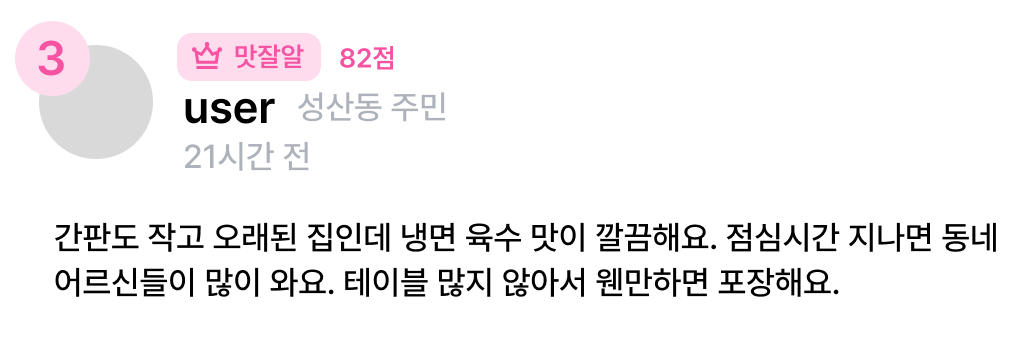 3
맛잘알 82점
user 성산동 주민
21시간 전
간판도 작고 오래된 집인데 냉면 육수 맛이 깔끔해요. 점심시간 지나면 동네
어르신들이 많이 와요. 테이블 많지 않아서 웬만하면 포장해요.